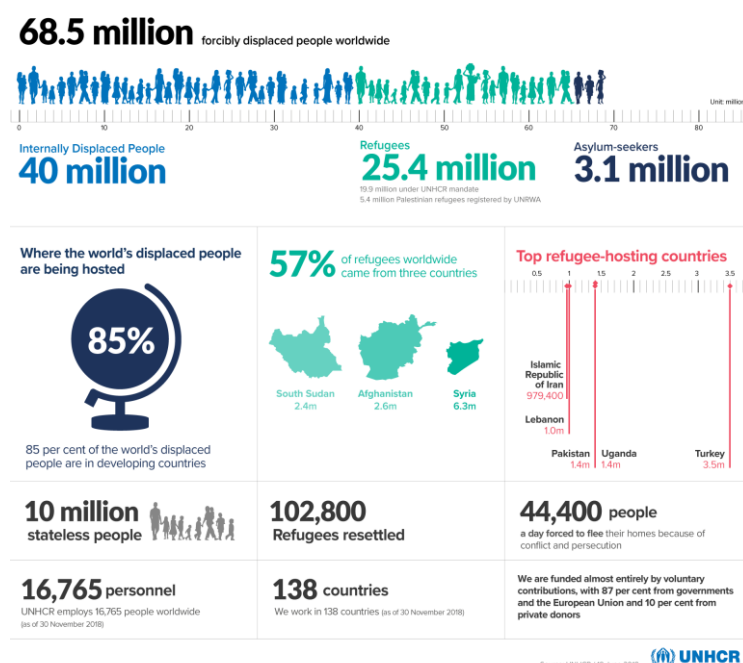 68.5 million forcibly displaced people worldwide
Unit: million
0 10 20 30 40 50 60 70 80
Internally Displaced People
40 million
Refugees
25.4 million
19.9 million under UNHCR mandate
5.4 million Palestinian refugees registered by UNRWA
Asylum-seekers
3.1 million
Where the world's displaced people
are being hosted
85%
85 per cent of the world's displaced
people are in developing countries
57% of refugees worldwide
came from three countries
South Sudan
2.4m
Afghanistan
2.6m
Syria
6.3m
Top refugee-hosting countries
0.5 1 1.5 2 2.5 3 3.5
Islamic
Republic
of Iran
979,400
Lebanon
1.0m
Pakistan
1.4m
Uganda
1.4m
Turkey
3.5m
10 million
stateless people
102,800
Refugees resettled
44,400 people
a day forced to flee their homes because of
conflict and persecution
16,765 personnel
UNHCR employs 16,765 people worldwide
(as of 30 November 2018)
138 countries
We work in 138 countries (as of 30 November 2018)
We are funded almost entirely by voluntary
contributions, with 87 per cent from governments
and the European Union and 10 per cent from
private donors
UNHCR